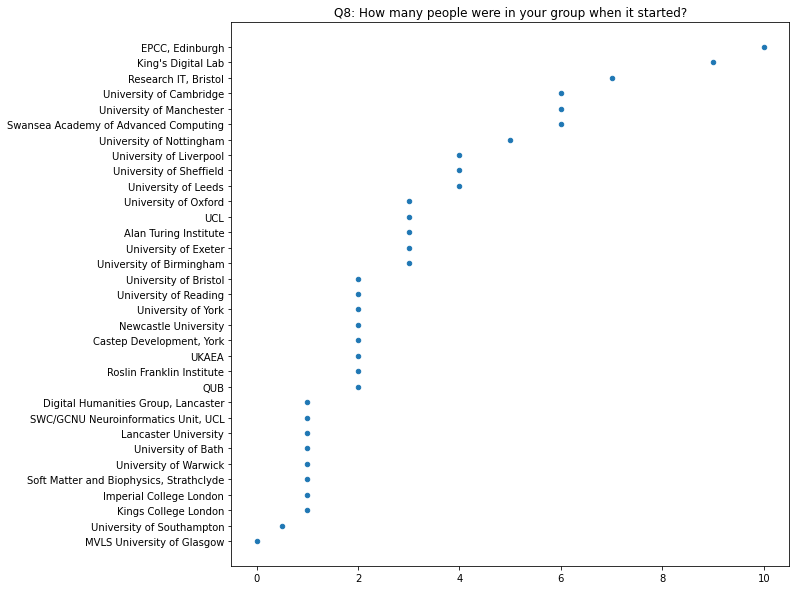 Q8: How many people were in your group when it started?
EPCC, Edinburgh
King's Digital Lab
Research IT, Bristol
University of Cambridge
University of Manchester
Swansea Academy of Advanced Computing
University of Nottingham
University of Liverpool
University of Sheffield
University of Leeds
University of Oxford
UCL
Alan Turing Institute
University of Exeter
University of Birmingham
University of Bristol
University of Reading
University of York
Newcastle University
Castep Development, York
UKAEA
Roslin Franklin Institute
QUB
Digital Humanities Group, Lancaster
SWC/GCNU Neuroinformatics Unit, UCL
Lancaster University
University of Bath
University of Warwick
Soft Matter and Biophysics, Strathclyde
Imperial College London
Kings College London
University of Southampton
MVLS University of Glasgow
0 2 4 6 8 10